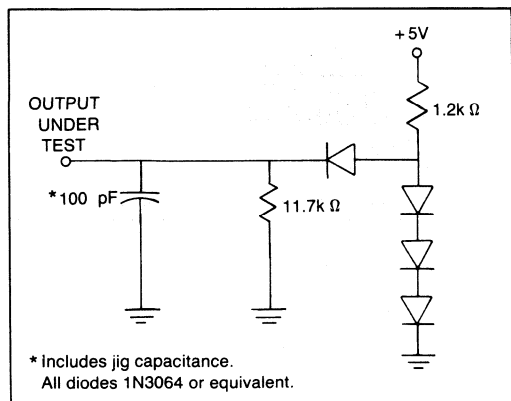 +5V
1.2k Ω
OUTPUT
UNDER
TEST
*100 pF
11.7k Ω
* Includes jig capacitance.
All diodes 1N3064 or equivalent.